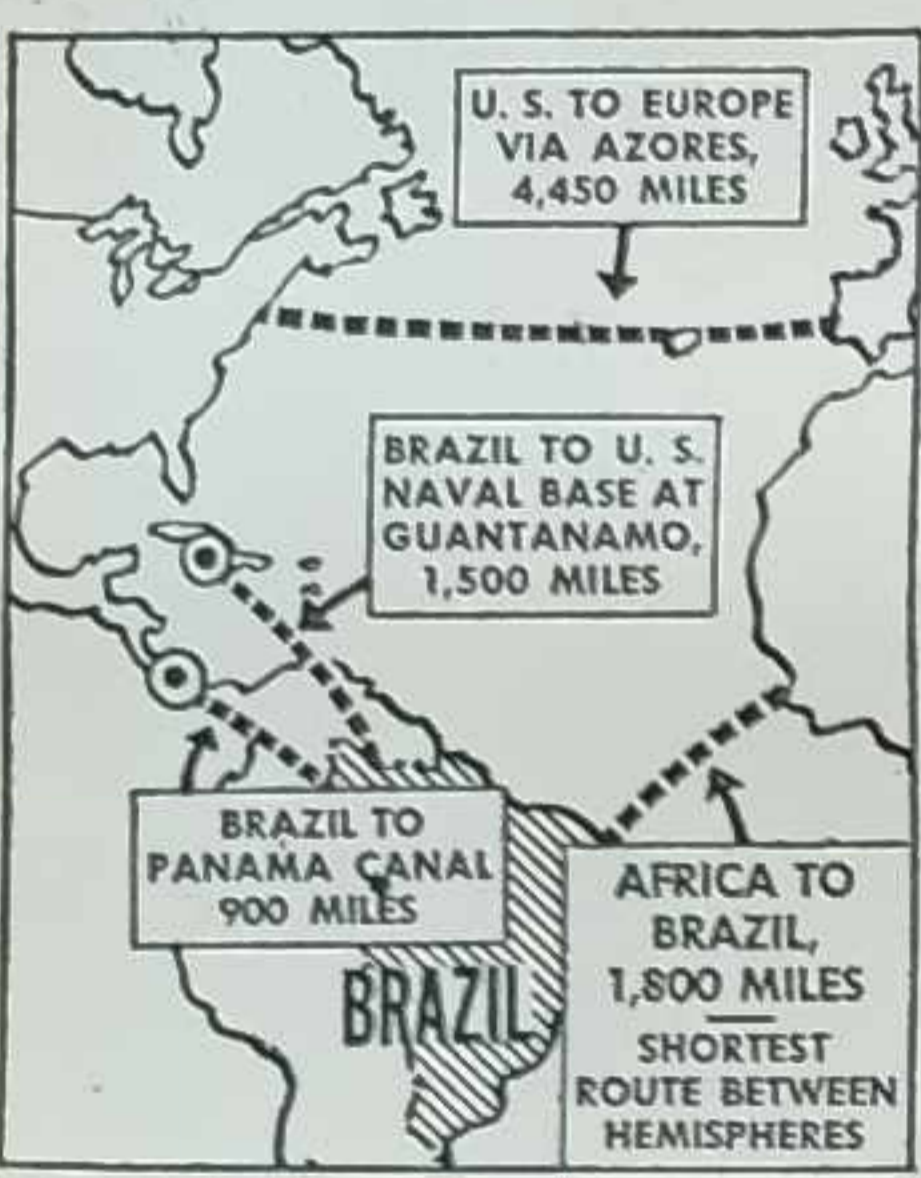 U. S. TO EUROPE
VIA AZORES,
4,450 MILES
BRAZIL TO U. S.
NAVAL BASE AT
GUANTANAMO,
1,500 MILES
BRAZIL TO
PANAMA CANAL
900 MILES
BRAZIL
AFRICA TO
BRAZIL,
1,800 MILES
SHORTEST
ROUTE BETWEEN
HEMISPHERES